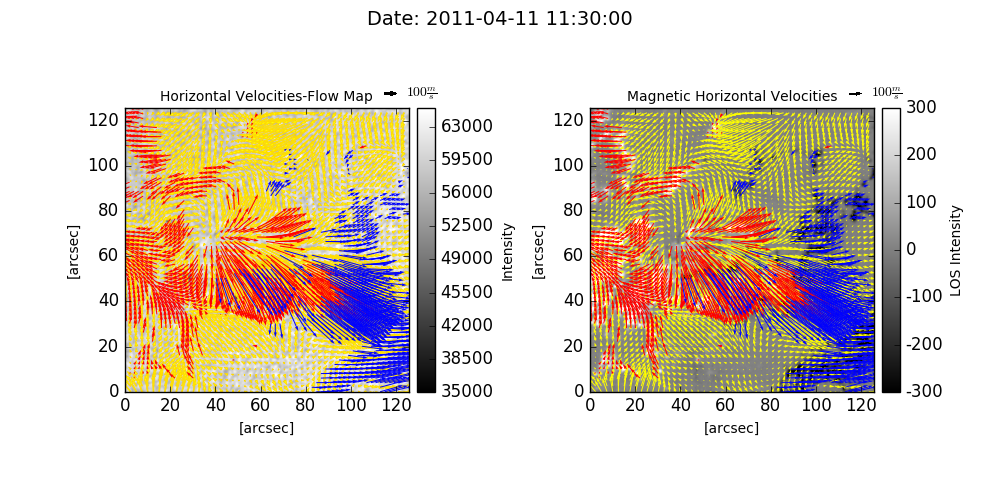 Date: 2011-04-11 11:30:00
Horizontal Velocities-Flow Map
100 m/s
Magnetic Horizontal Velocities
100 m/s
120
100
80
60
40
20
0
[arcsec]
0 20 40 60 80 100 120
[arcsec]
63000
59500
56000
52500
49000
45500
42000
38500
35000
Intensity
120
100
80
60
40
20
0
[arcsec]
0 20 40 60 80 100 120
[arcsec]
300
200
100
0
-100
-200
-300
LOS Intensity